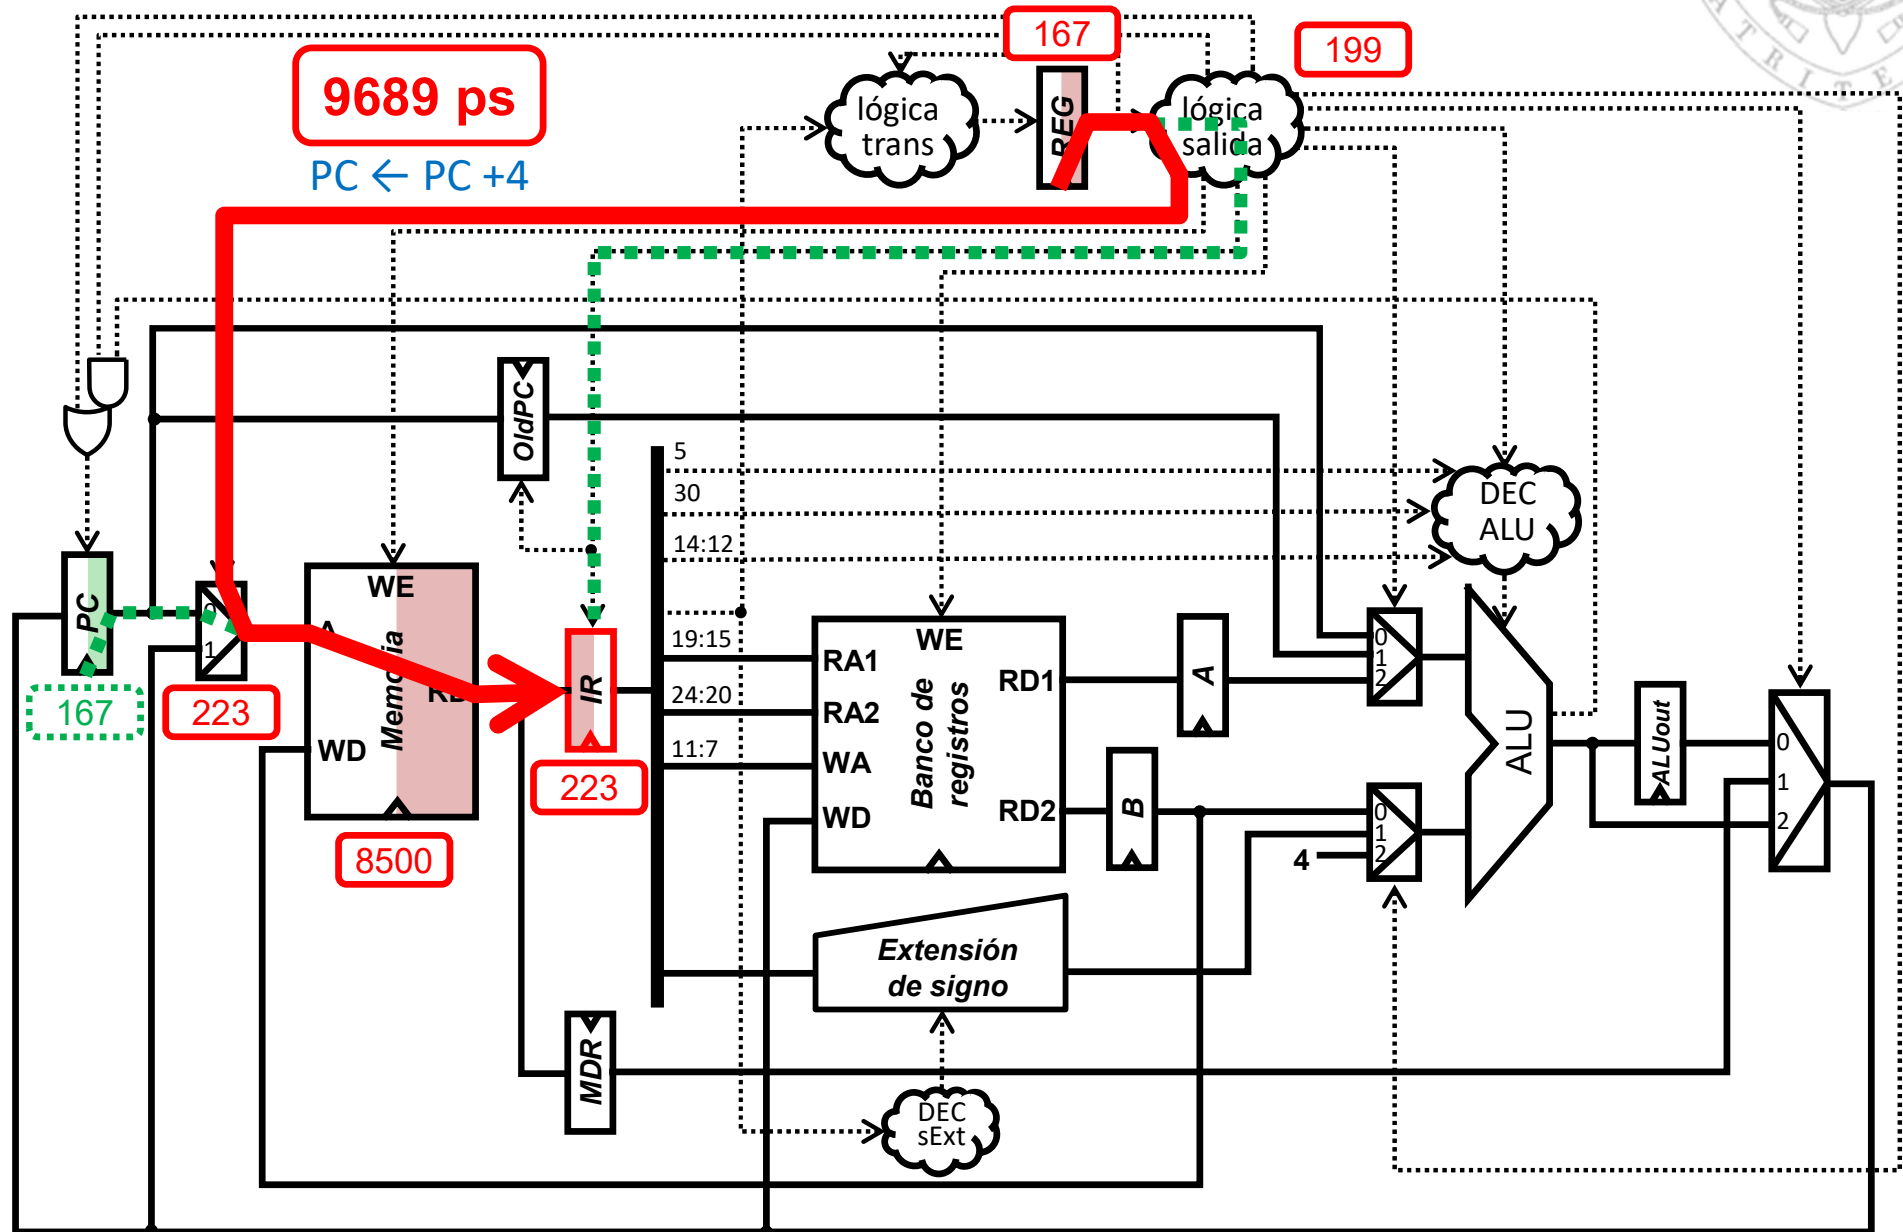 167
199
9689 ps
PC ← PC +4
lógica
trans
REG
lógica
salida
ATRITE
OldPC
5
30
14:12
19:15
24:20
11:7
DEC
ALU
PC
0
1
167
223
WE
A
Memoria
RD
WD
8500
IR
223
WE
RA1
RA2
WA
WD
Banco de
registros
RD1
RD2
A
B
0
1
2
0
1
2
4
ALU
ALUout
0
1
2
Extensión
de signo
MDR
DEC
sExt